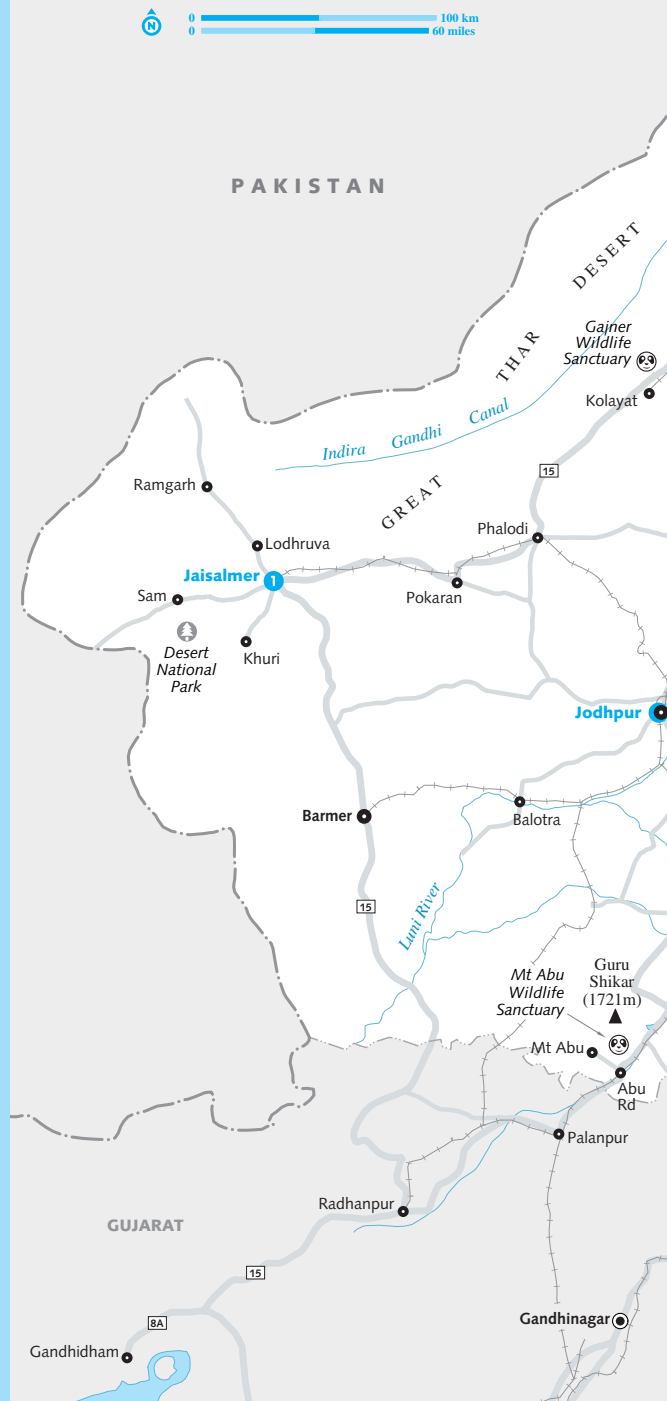 0 100 km
N
0 60 miles
PAKISTAN
DESERT
THAR
GREAT
Gajner
Wildlife
Sanctuary
Kolayat
Indira Gandhi Canal
15
Ramgarh
Phalodi
Lodhruva
Jaisalmer 1
Pokaran
Sam
Khuri
Desert
National
Park
Jodhpur
Barmer
Balotra
15
Luni River
Mt Abu
Wildlife
Sanctuary
Guru
Shikar
(1721m)
Mt Abu
Abu
Rd
Palanpur
Radhanpur
GUJARAT
15
8A
Gandhinagar
Gandhidham